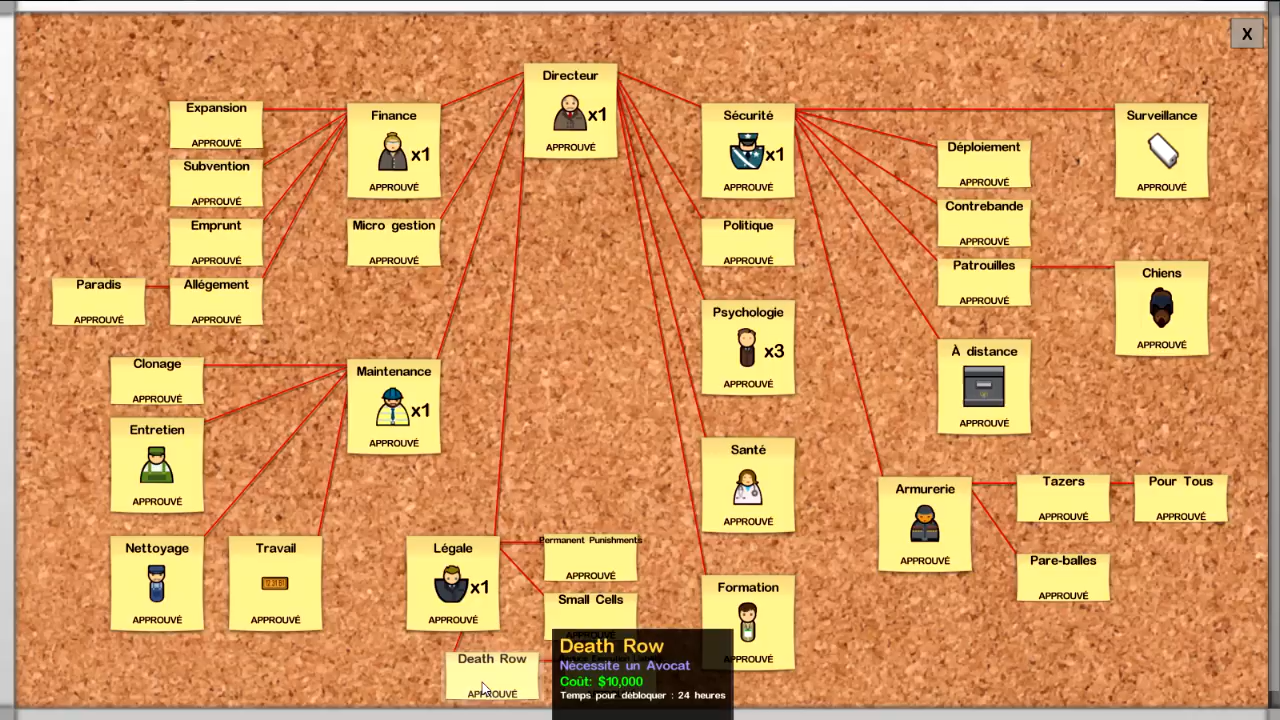 X
Directeur
x1
APPROUVÉ
Expansion
APPROUVÉ
Subvention
APPROUVÉ
Emprunt
APPROUVÉ
Paradis
APPROUVÉ
Allégement
APPROUVÉ
Finance
x1
APPROUVÉ
Micro gestion
APPROUVÉ
Clonage
APPROUVÉ
Entretien
APPROUVÉ
Maintenance
x1
APPROUVÉ
Nettoyage
APPROUVÉ
Travail
APPROUVÉ
Légale
x1
APPROUVÉ
Permanent Punishments
APPROUVÉ
Small Cells
APPROUVÉ
Death Row
APPROUVÉ
Death Row
Nécessite un Avocat
Coût: $10,000
Temps pour débloquer : 24 heures
Sécurité
x1
APPROUVÉ
Politique
APPROUVÉ
Psychologie
x3
APPROUVÉ
Santé
APPROUVÉ
Formation
APPROUVÉ
Déploiement
APPROUVÉ
Contrebande
APPROUVÉ
Patrouilles
APPROUVÉ
À distance
APPROUVÉ
Surveillance
APPROUVÉ
Chiens
APPROUVÉ
Armurerie
APPROUVÉ
Tazers
APPROUVÉ
Pour Tous
APPROUVÉ
Pare-balles
APPROUVÉ